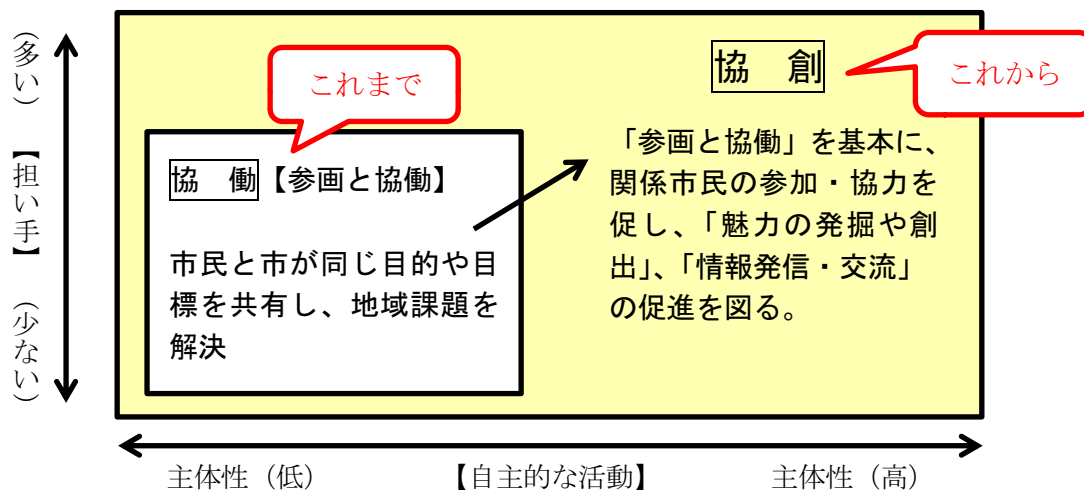 (多い)
【担い手】
(少ない)
これまで
協　働【参画と協働】
市民と市が同じ目的や目
標を共有し、地域課題を
解決
協　創
これから
「参画と協働」を基本に、
関係市民の参加・協力を
促し、「魅力の発掘や創
出」、「情報発信・交流」
の促進を図る。
主体性（低）　【自主的な活動】　主体性（高）